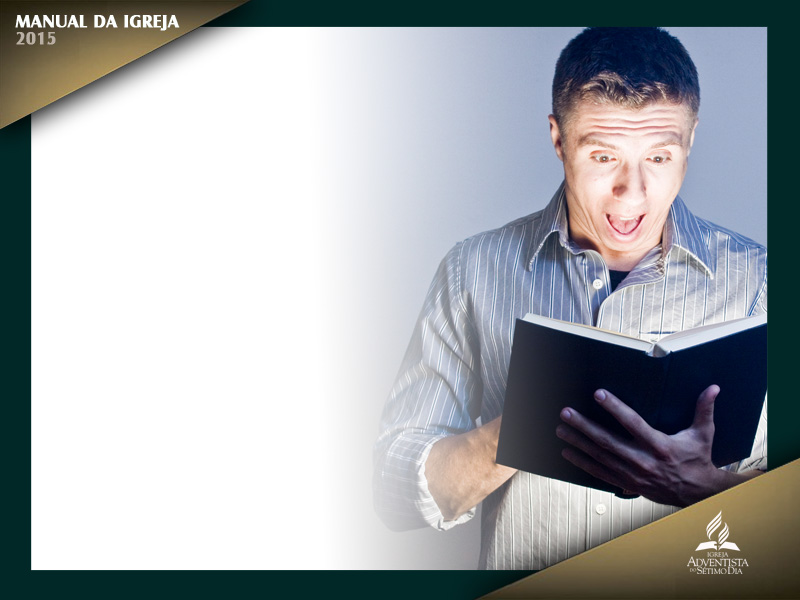 MANUAL DA IGREJA
2015
IGREJA
ADVENTISTA
DO SÉTIMO DIA